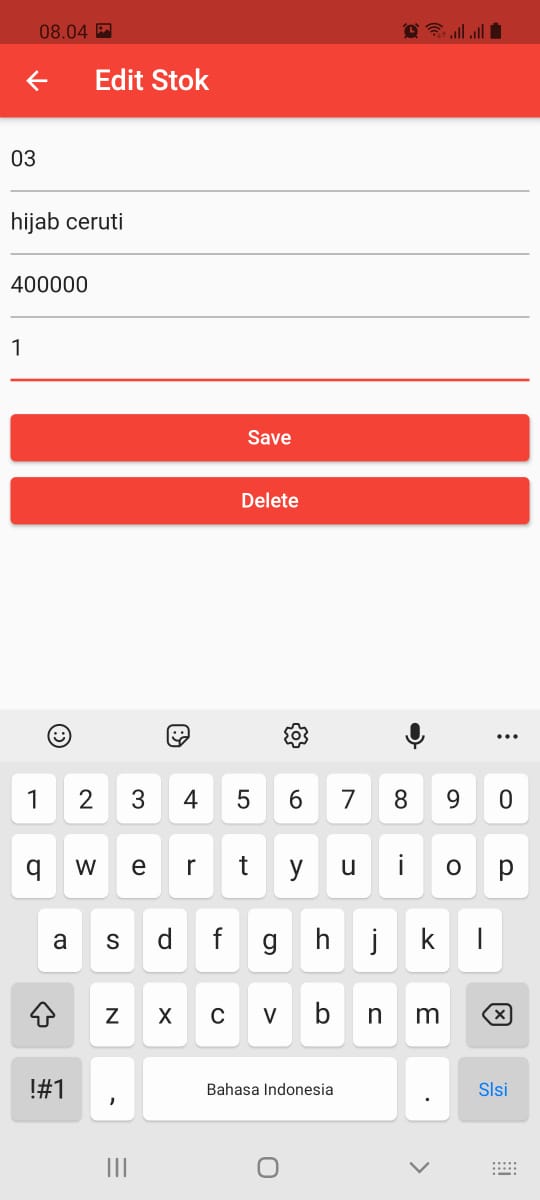 08.04
Edit Stok
03
hijab ceruti
400000
1
Save
Delete
1 2 3 4 5 6 7 8 9 0
q w e r t y u i o p
a s d f g h j k l
z x c v b n m
!#1 , Bahasa Indonesia . Slsi